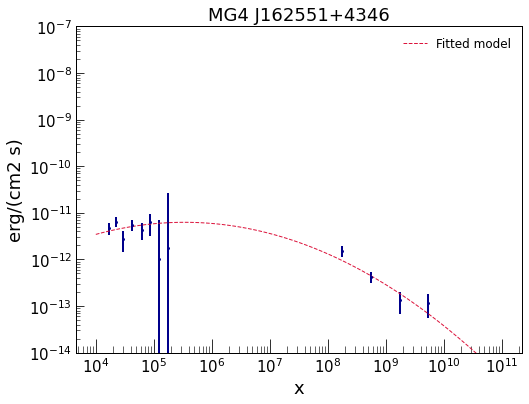 MG4 J162551+4346
Fitted model
erg/(cm2 s)
10⁻⁷
10⁻⁸
10⁻⁹
10⁻¹⁰
10⁻¹¹
10⁻¹²
10⁻¹³
10⁻¹⁴
10⁴ 10⁵ 10⁶ 10⁷ 10⁸ 10⁹ 10¹⁰ 10¹¹
x